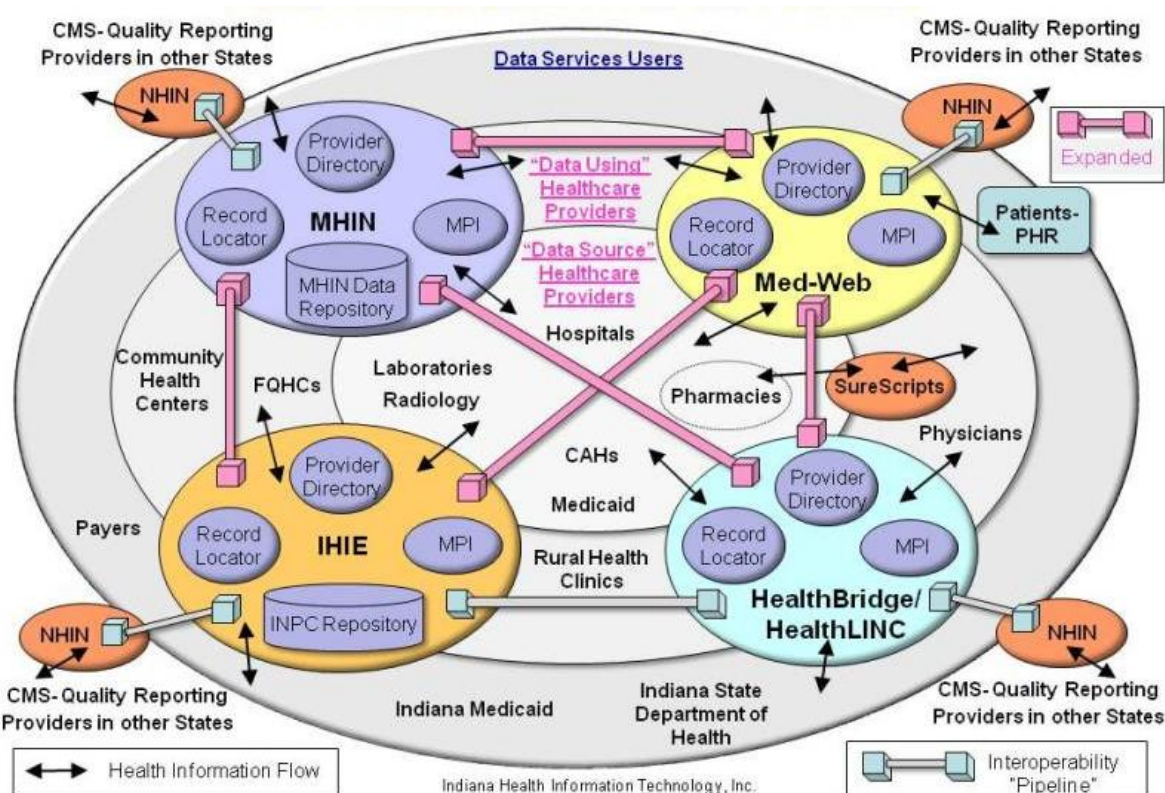 CMS- Quality Reporting
Providers in other States
NHIN
Data Services Users
CMS- Quality Reporting
Providers in other States
NHIN
Expanded
Provider
Directory
Record
Locator
MHIN
MPI
MHIN Data
Repository
"Data Using"
Healthcare
Providers
"Data Source"
Healthcare
Providers
Provider
Directory
Record
Locator
MPI
Med-Web
Patients-
PHR
Hospitals
Community
Health
Centers
FQHCs
Laboratories
Radiology
Pharmacies
SureScripts
Physicians
CAHs
Medicaid
Payers
Provider
Directory
Record
Locator
IHIE
MPI
INPC Repository
Rural Health
Clinics
Provider
Directory
Record
Locator
MPI
HealthBridge/
HealthLINC
NHIN
CMS- Quality Reporting
Providers in other States
NHIN
CMS- Quality Reporting
Providers in other States
Indiana Medicaid
Indiana State
Department of
Health
Health Information Flow
Indiana Health Information Technology, Inc.
Interoperability
"Pipeline"